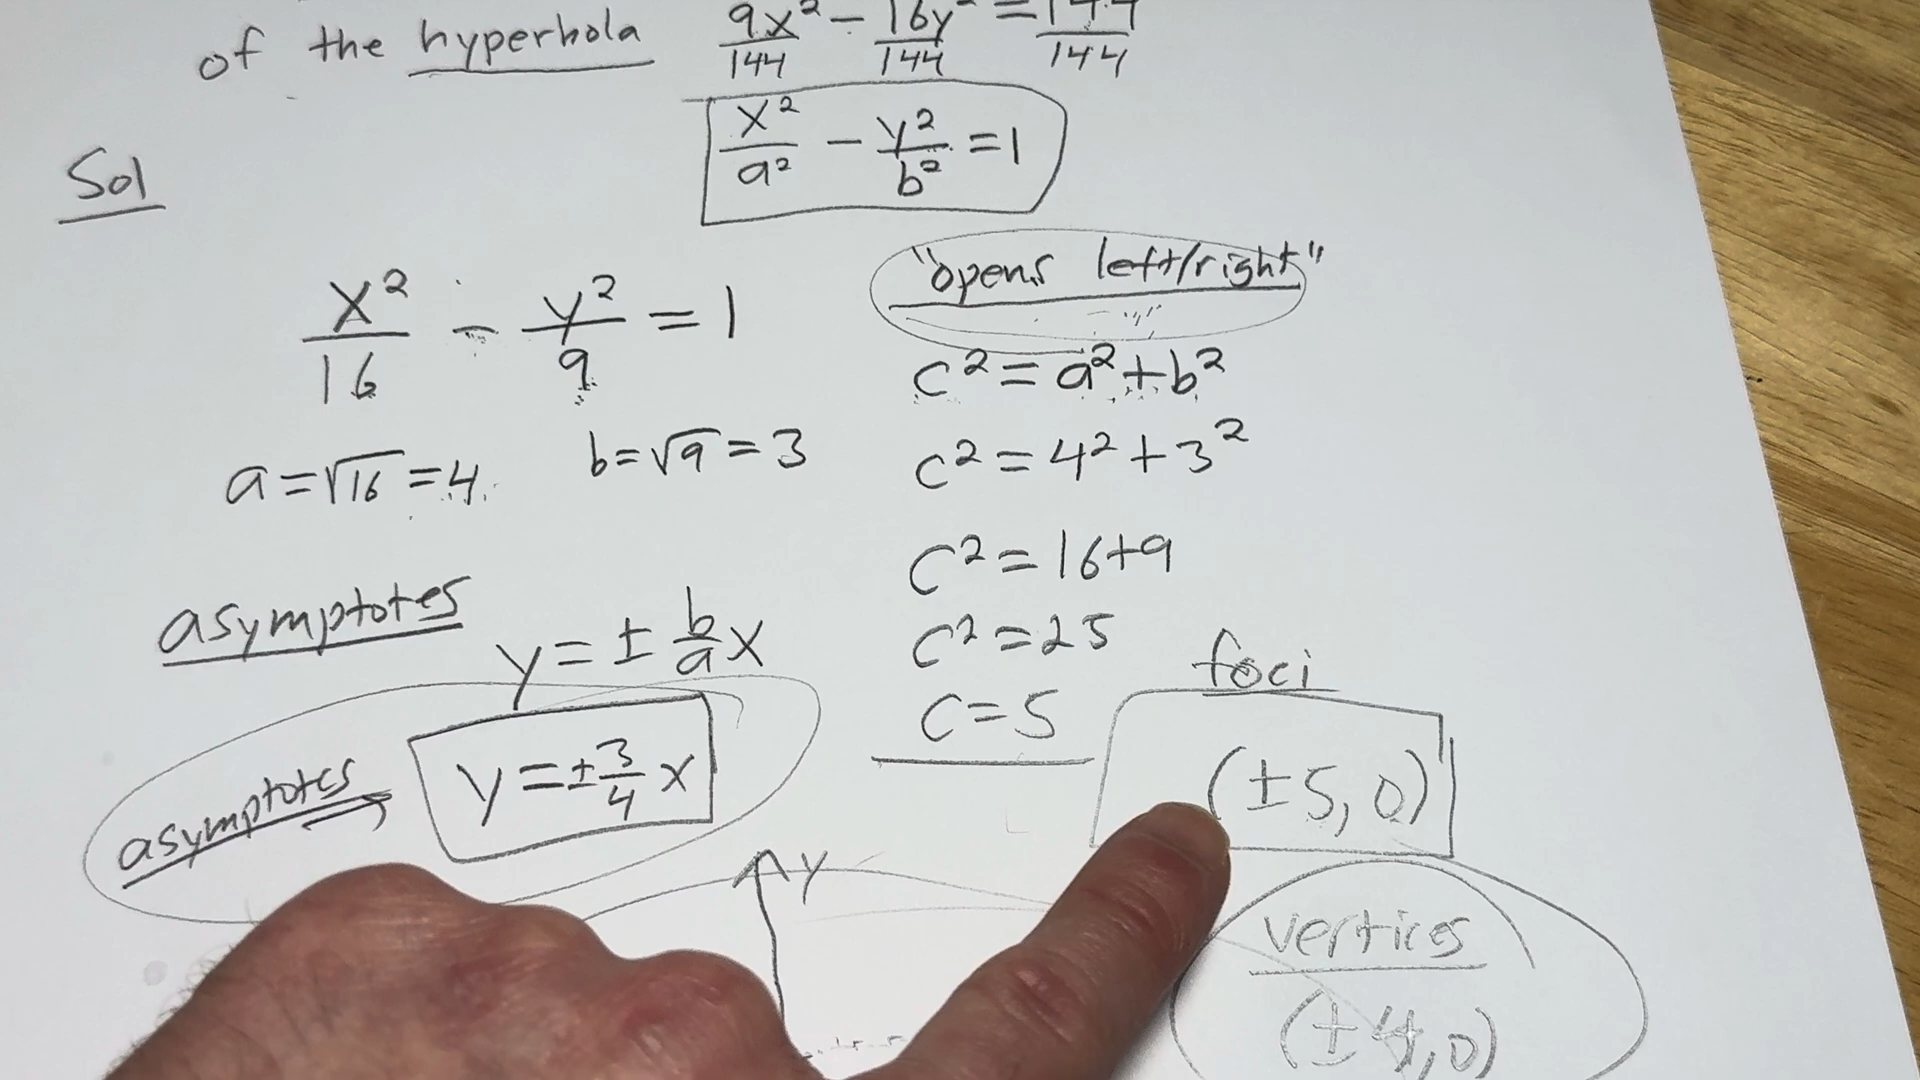 of the hyperbola 9x²/144 − 16y²/144 = 144/144
x²/a² − y²/b² = 1
Sol
"opens left/right"
x²/16 − y²/9 = 1
c² = a² + b²
a = √16 = 4
b = √9 = 3
c² = 4² + 3²
c² = 16+9
asymptotes
y = ± b/a x
c² = 25
foci
c = 5
asymptotes → y = ± 3/4 x
(±5, 0)
y
vertices
(±4, 0)